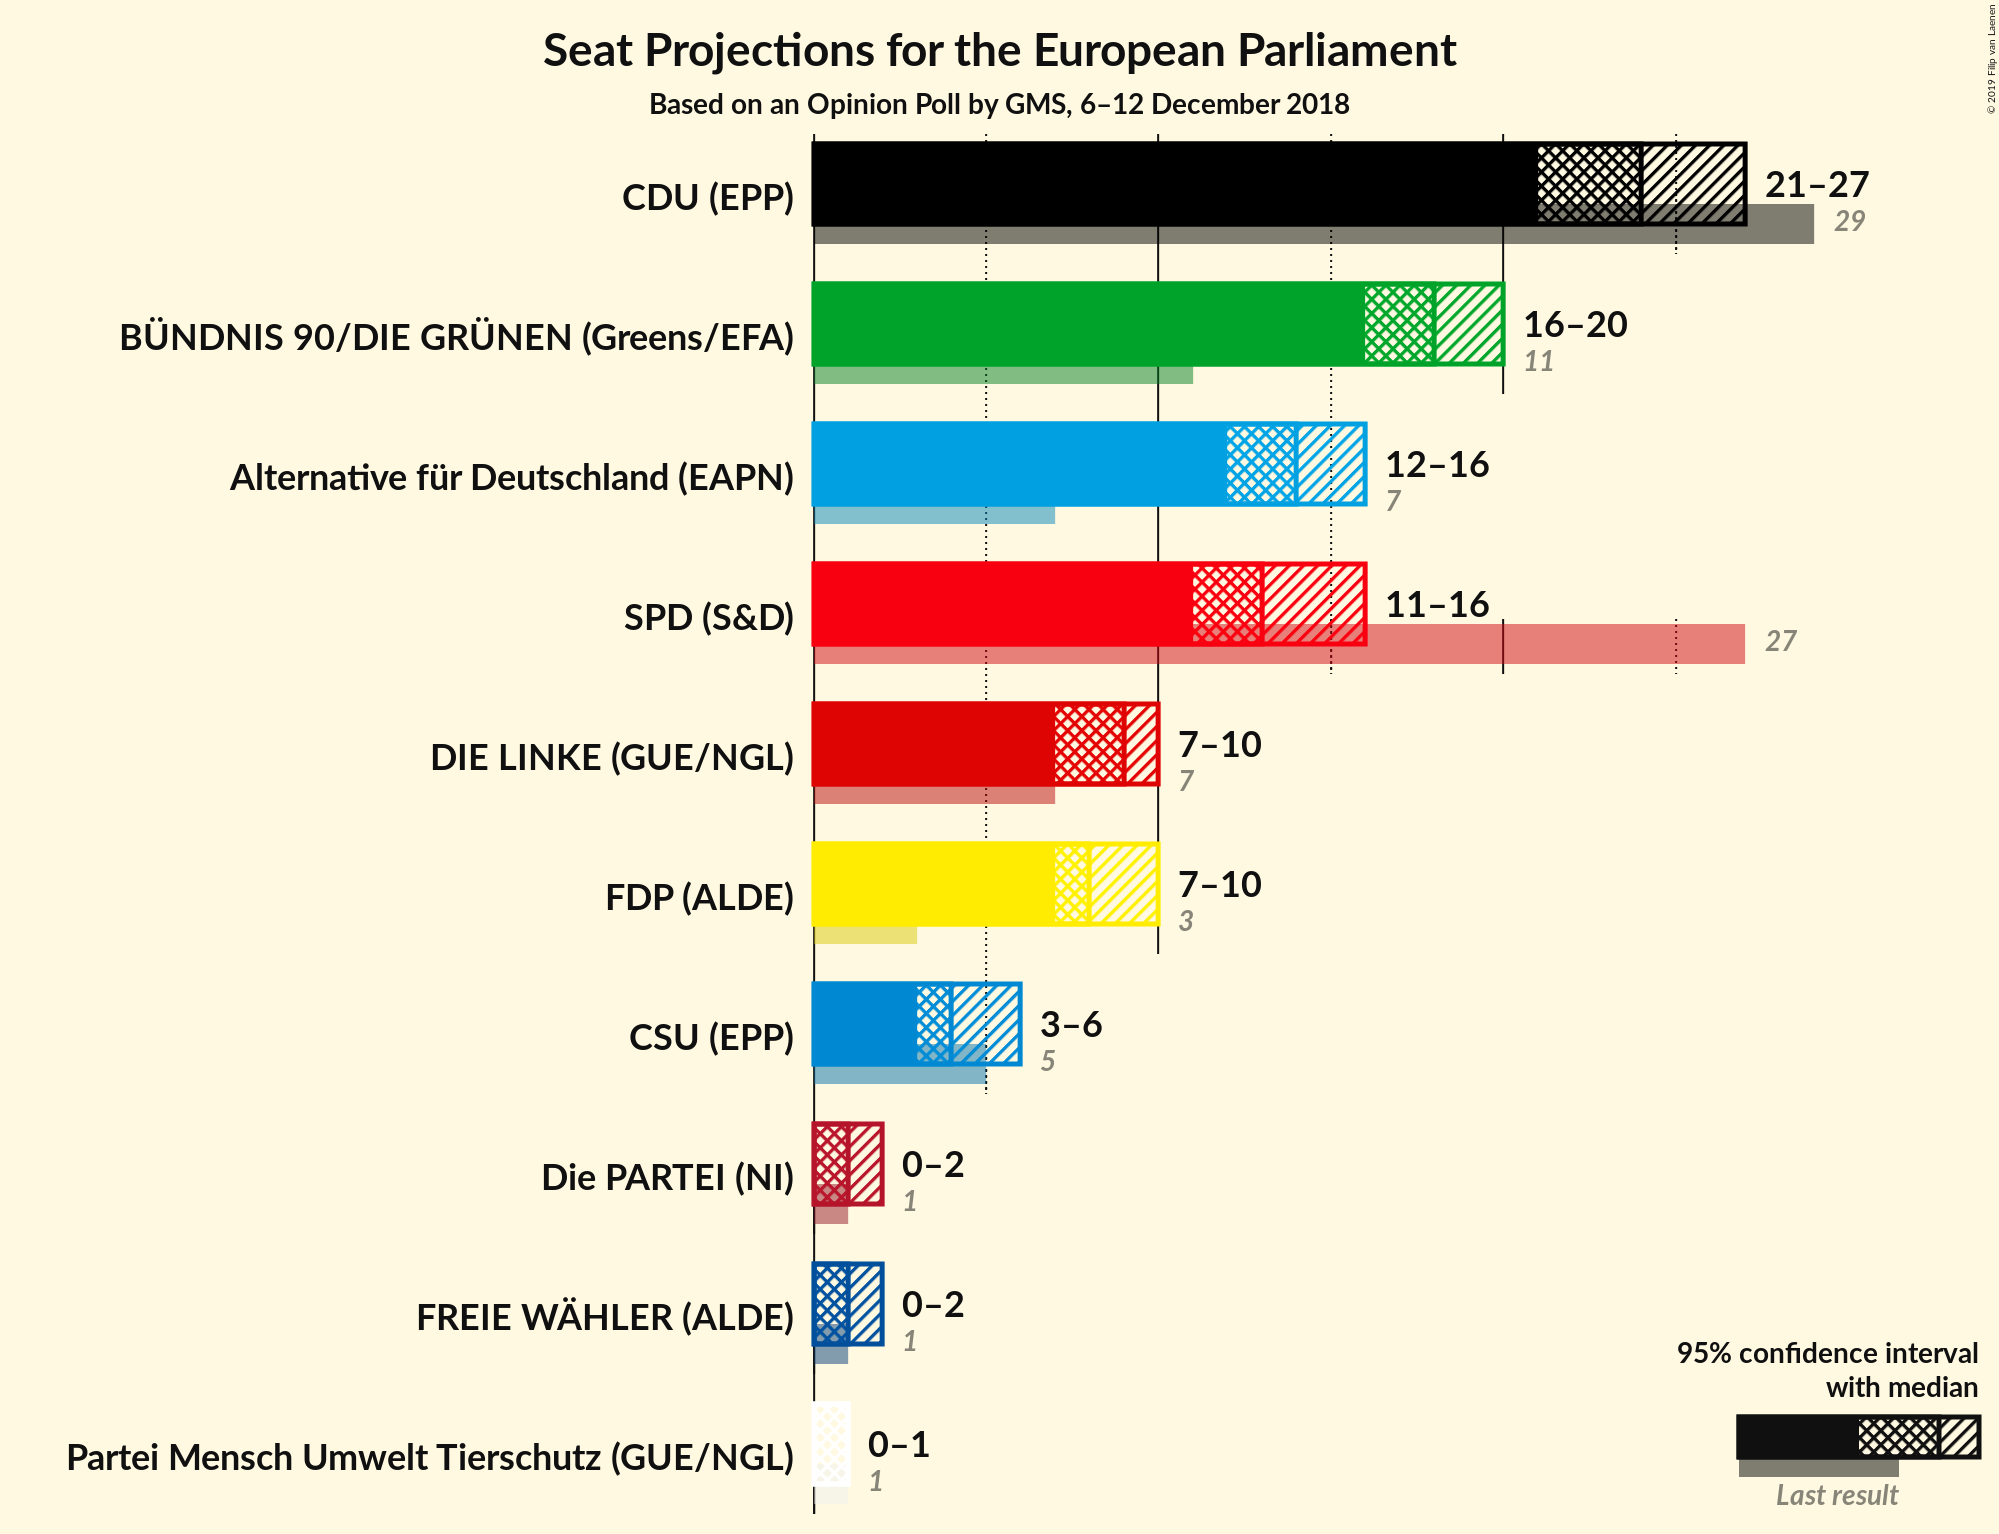 Seat Projections for the European Parliament
Based on an Opinion Poll by GMS, 6–12 December 2018
© 2019 Filip van Laenen
CDU (EPP)
21–27
29
BÜNDNIS 90/DIE GRÜNEN (Greens/EFA)
16–20
11
Alternative für Deutschland (EAPN)
12–16
7
SPD (S&D)
11–16
27
DIE LINKE (GUE/NGL)
7–10
7
FDP (ALDE)
7–10
3
CSU (EPP)
3–6
5
Die PARTEI (NI)
0–2
1
FREIE WÄHLER (ALDE)
0–2
1
Partei Mensch Umwelt Tierschutz (GUE/NGL)
0–1
1
95% confidence interval
with median
Last result